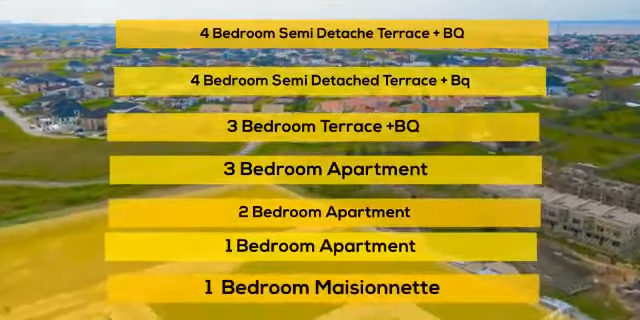 4 Bedroom Semi Detache Terrace + BQ
4 Bedroom Semi Detached Terrace + Bq
3 Bedroom Terrace +BQ
3 Bedroom Apartment
2 Bedroom Apartment
1 Bedroom Apartment
1 Bedroom Maisionnette